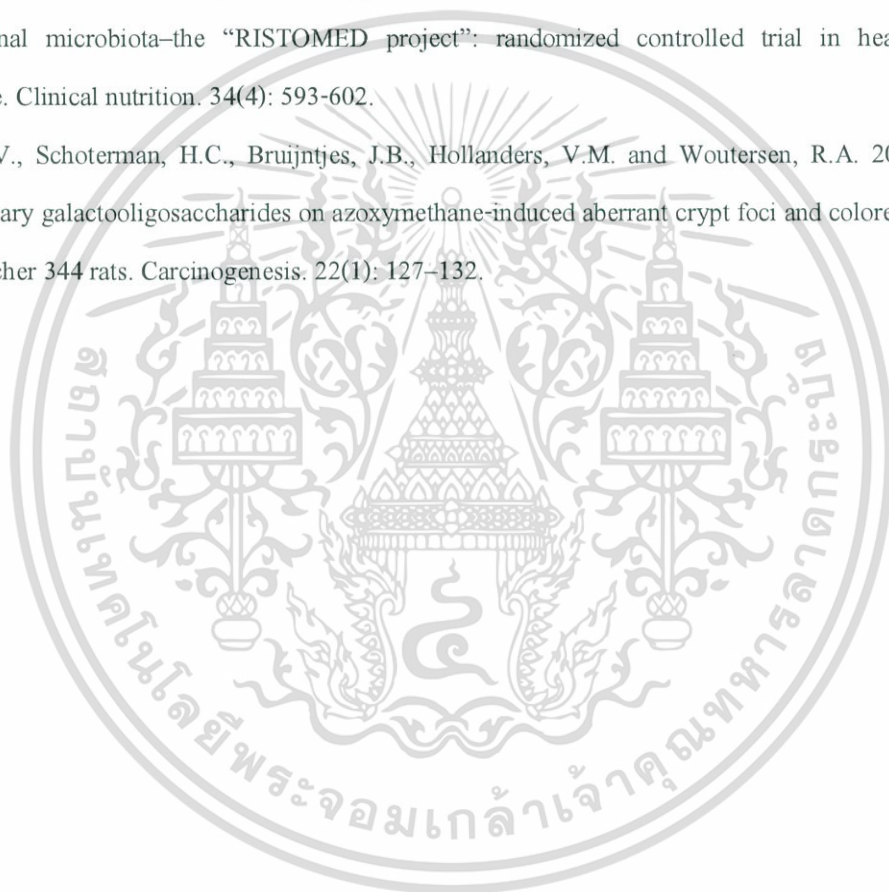 nal microbiota–the “RISTOMED project”: randomized controlled trial in hea
e. Clinical nutrition. 34(4): 593-602.
V., Schoterman, H.C., Bruijntjes, J.B., Hollanders, V.M. and Woutersen, R.A. 20
ary galactooligosaccharides on azoxymethane-induced aberrant crypt foci and colore
cher 344 rats. Carcinogenesis. 22(1): 127–132.
สถาบันเทคโนโลยีพระจอมเกล้าเจ้าคุณทหารลาดกระบัง